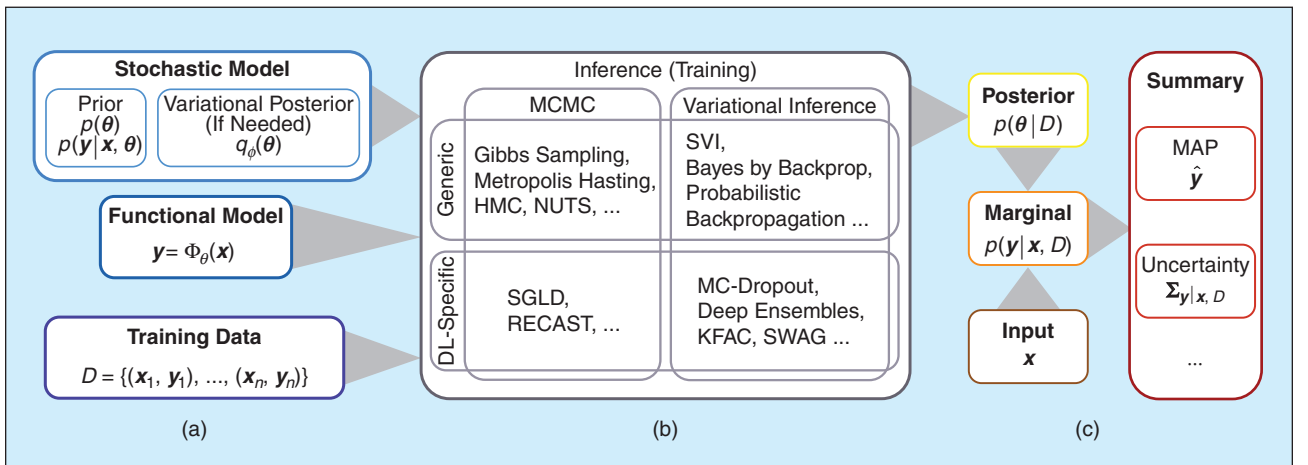 Stochastic Model
Prior
p(θ)
p(y|x, θ)
Variational Posterior
(If Needed)
qϕ(θ)
Functional Model
y = Φθ(x)
Training Data
D = {(x1, y1), ..., (xn, yn)}
(a)
Inference (Training)
MCMC
Variational Inference
Generic
Gibbs Sampling,
Metropolis Hasting,
HMC, NUTS, ...
SVI,
Bayes by Backprop,
Probabilistic
Backpropagation ...
DL-Specific
SGLD,
RECAST, ...
MC-Dropout,
Deep Ensembles,
KFAC, SWAG ...
(b)
Posterior
p(θ|D)
Marginal
p(y|x, D)
Input
x
(c)
Summary
MAP
ŷ
Uncertainty
Σy|x, D
...